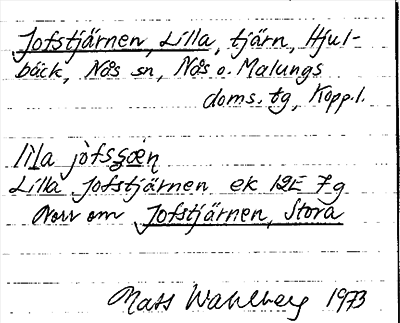 Jofstjärnen, Lilla, tjärn, Hjul-
bäck, Nås sn, Nås o. Malungs
doms. tg, Kopp.l.
lila jofsʂœɳ
Lilla Jofstjärnen ek 12E 7g
Norr om Jofstjärnen, Stora
Mats Wahlberg 1973